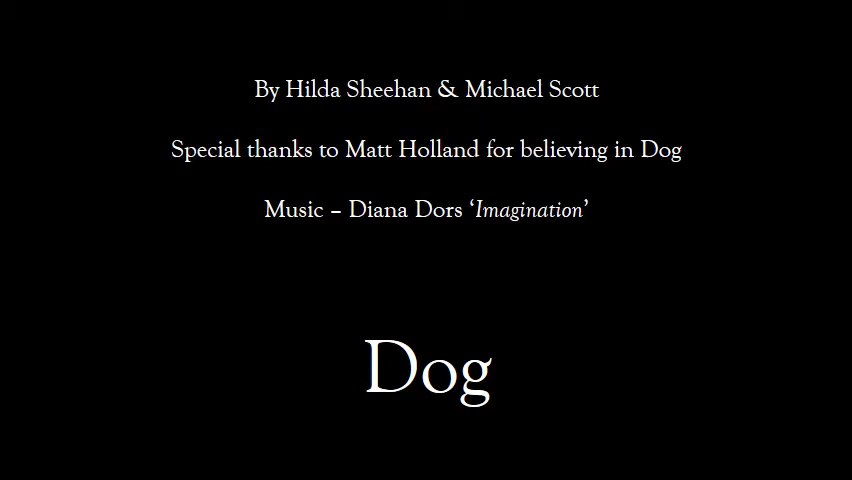 By Hilda Sheehan & Michael Scott
Special thanks to Matt Holland for believing in Dog
Music – Diana Dors ‘Imagination’
Dog